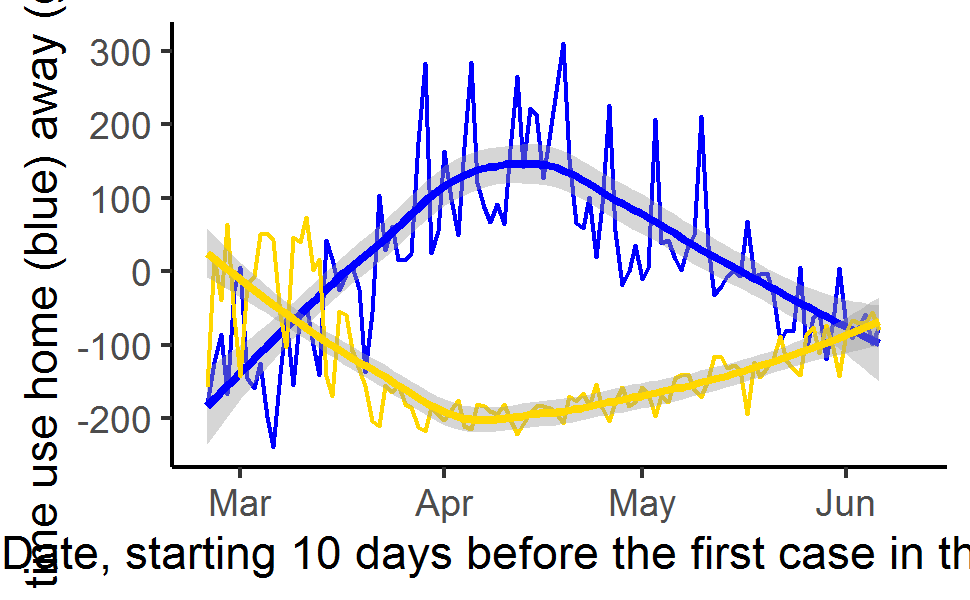 time use home (blue) away (
300
200
100
0
-100
-200
Mar Apr May Jun
Date, starting 10 days before the first case in th